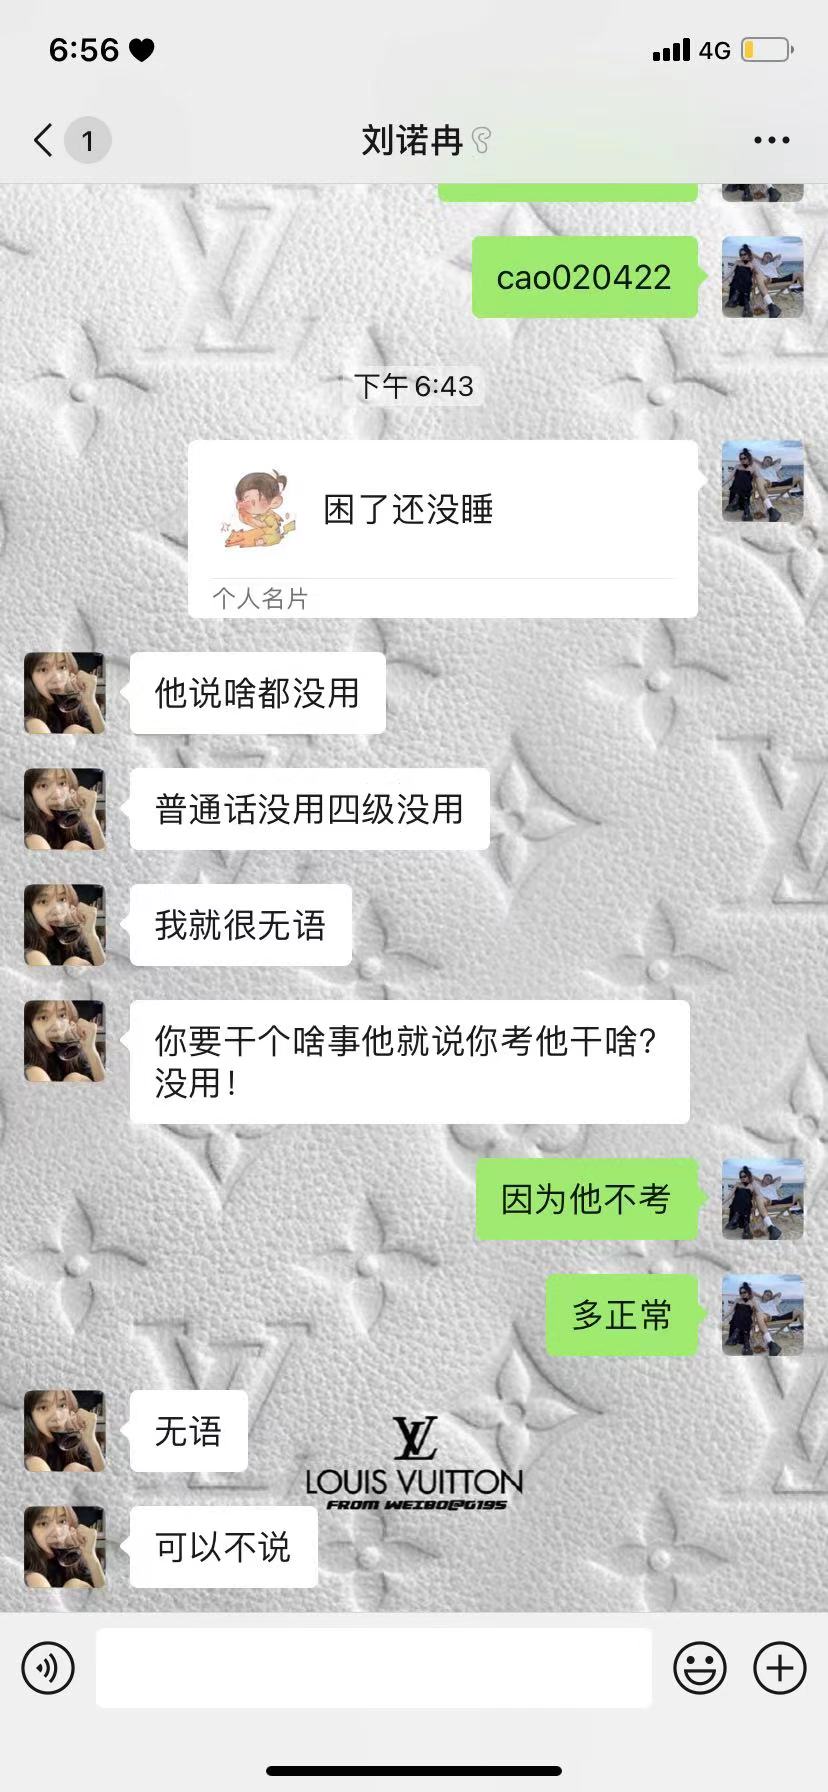 6:56
4G
1
刘诺冉
cao020422
下午 6:43
困了还没睡
个人名片
他说啥都没用
普通话没用四级没用
我就很无语
你要干个啥事他就说你考他干啥?
没用!
因为他不考
多正常
无语
LOUIS VUITTON
FROM WEIBO@G195
可以不说